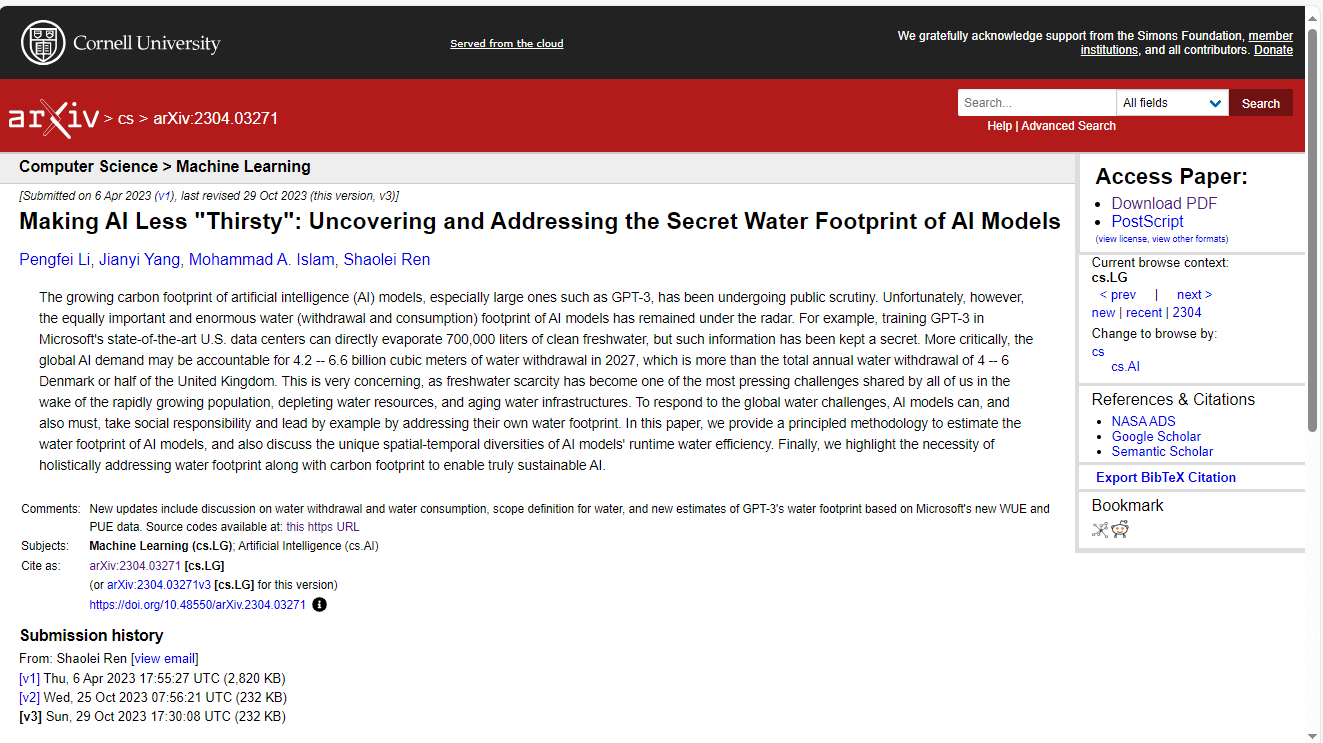 Cornell University
Served from the cloud
We gratefully acknowledge support from the Simons Foundation, member
institutions, and all contributors. Donate
arXiv > cs > arXiv:2304.03271
Search...
All fields
Search
Help | Advanced Search
Computer Science > Machine Learning
[Submitted on 6 Apr 2023 (v1), last revised 29 Oct 2023 (this version, v3)]
Making AI Less "Thirsty": Uncovering and Addressing the Secret Water Footprint of AI Models
Pengfei Li, Jianyi Yang, Mohammad A. Islam, Shaolei Ren
The growing carbon footprint of artificial intelligence (AI) models, especially large ones such as GPT-3, has been undergoing public scrutiny. Unfortunately, however,
the equally important and enormous water (withdrawal and consumption) footprint of AI models has remained under the radar. For example, training GPT-3 in
Microsoft's state-of-the-art U.S. data centers can directly evaporate 700,000 liters of clean freshwater, but such information has been kept a secret. More critically, the
global AI demand may be accountable for 4.2 -- 6.6 billion cubic meters of water withdrawal in 2027, which is more than the total annual water withdrawal of 4 -- 6
Denmark or half of the United Kingdom. This is very concerning, as freshwater scarcity has become one of the most pressing challenges shared by all of us in the
wake of the rapidly growing population, depleting water resources, and aging water infrastructures. To respond to the global water challenges, AI models can, and
also must, take social responsibility and lead by example by addressing their own water footprint. In this paper, we provide a principled methodology to estimate the
water footprint of AI models, and also discuss the unique spatial-temporal diversities of AI models' runtime water efficiency. Finally, we highlight the necessity of
holistically addressing water footprint along with carbon footprint to enable truly sustainable AI.
Comments: New updates include discussion on water withdrawal and water consumption, scope definition for water, and new estimates of GPT-3's water footprint based on Microsoft's new WUE and
PUE data. Source codes available at: this https URL
Subjects: Machine Learning (cs.LG); Artificial Intelligence (cs.AI)
Cite as: arXiv:2304.03271 [cs.LG]
(or arXiv:2304.03271v3 [cs.LG] for this version)
https://doi.org/10.48550/arXiv.2304.03271
Submission history
From: Shaolei Ren [view email]
[v1] Thu, 6 Apr 2023 17:55:27 UTC (2,820 KB)
[v2] Wed, 25 Oct 2023 07:56:21 UTC (232 KB)
[v3] Sun, 29 Oct 2023 17:30:08 UTC (232 KB)
Access Paper:
Download PDF
PostScript
(view license, view other formats)
Current browse context:
cs.LG
< prev | next >
new | recent | 2304
Change to browse by:
cs
cs.AI
References & Citations
NASA ADS
Google Scholar
Semantic Scholar
Export BibTeX Citation
Bookmark